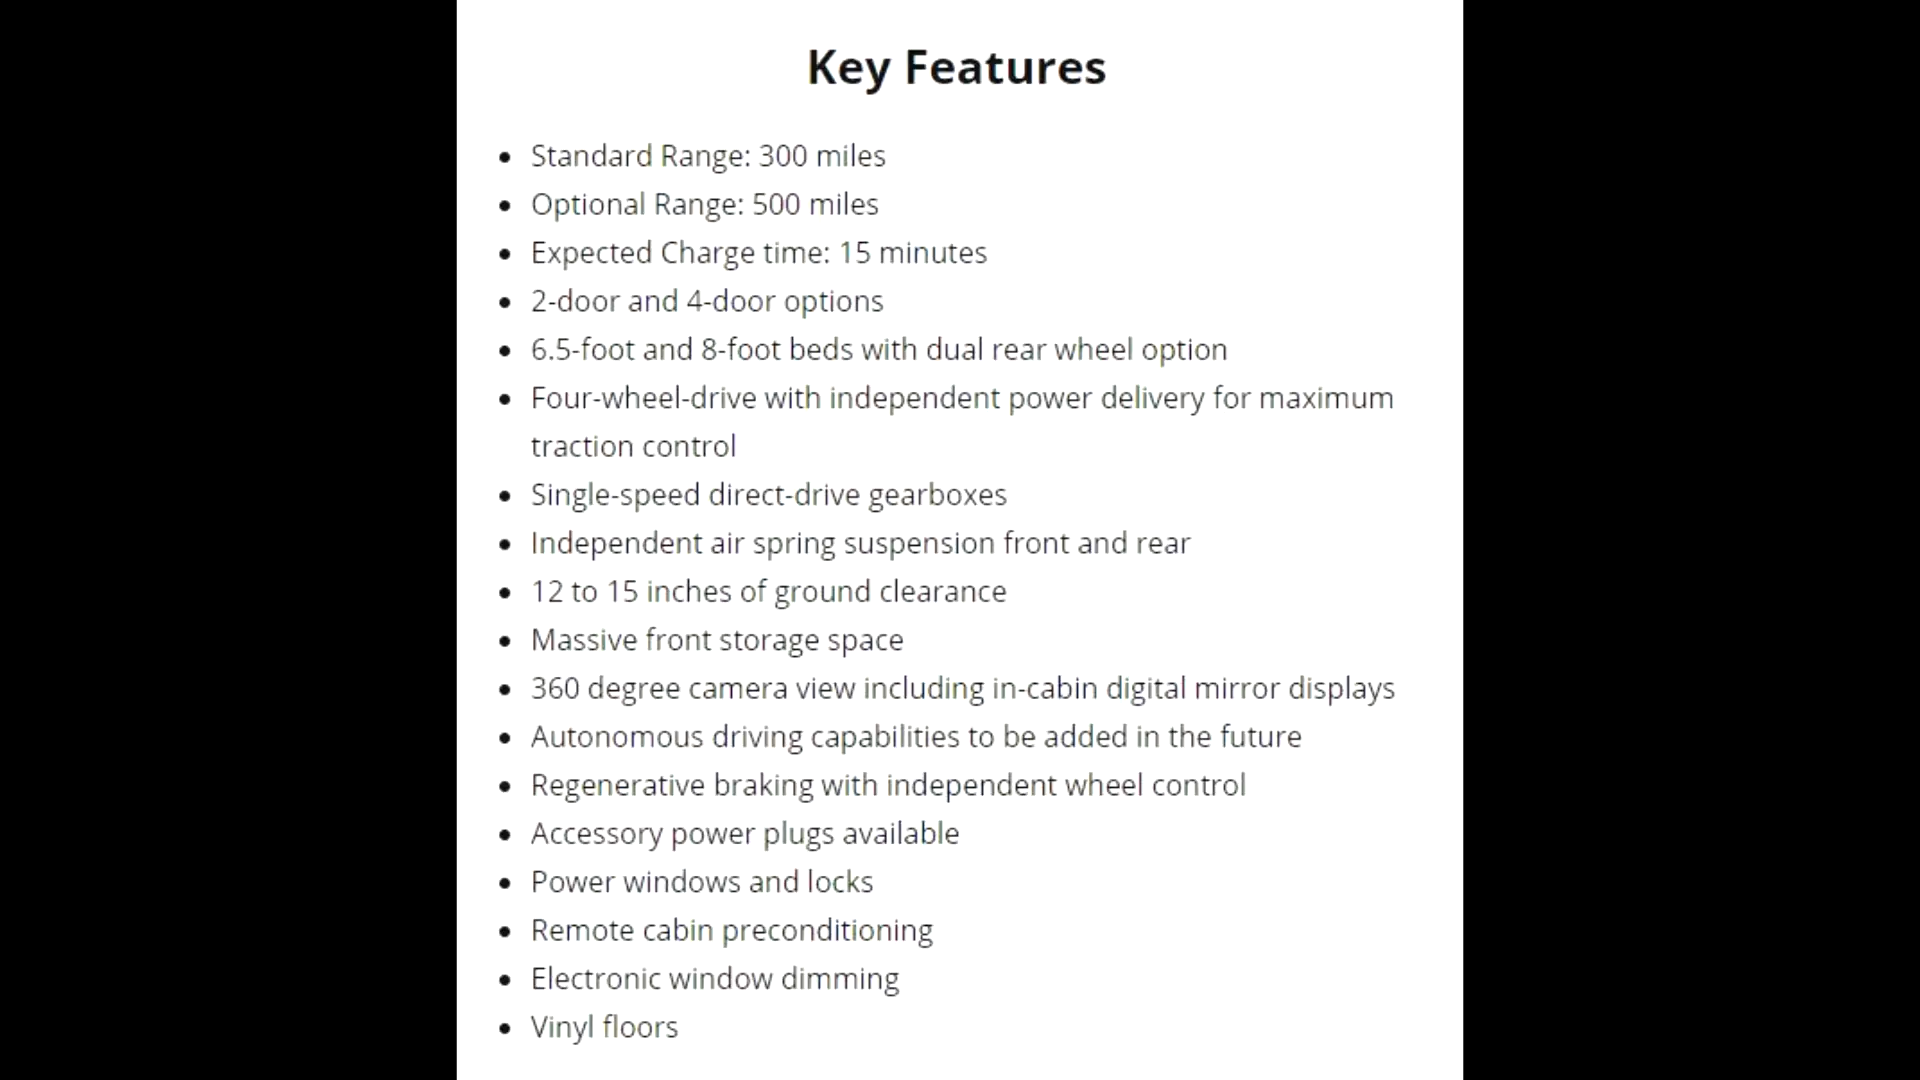 Key Features
• Standard Range: 300 miles
• Optional Range: 500 miles
• Expected Charge time: 15 minutes
• 2-door and 4-door options
• 6.5-foot and 8-foot beds with dual rear wheel option
• Four-wheel-drive with independent power delivery for maximum
traction control
• Single-speed direct-drive gearboxes
• Independent air spring suspension front and rear
• 12 to 15 inches of ground clearance
• Massive front storage space
• 360 degree camera view including in-cabin digital mirror displays
• Autonomous driving capabilities to be added in the future
• Regenerative braking with independent wheel control
• Accessory power plugs available
• Power windows and locks
• Remote cabin preconditioning
• Electronic window dimming
• Vinyl floors